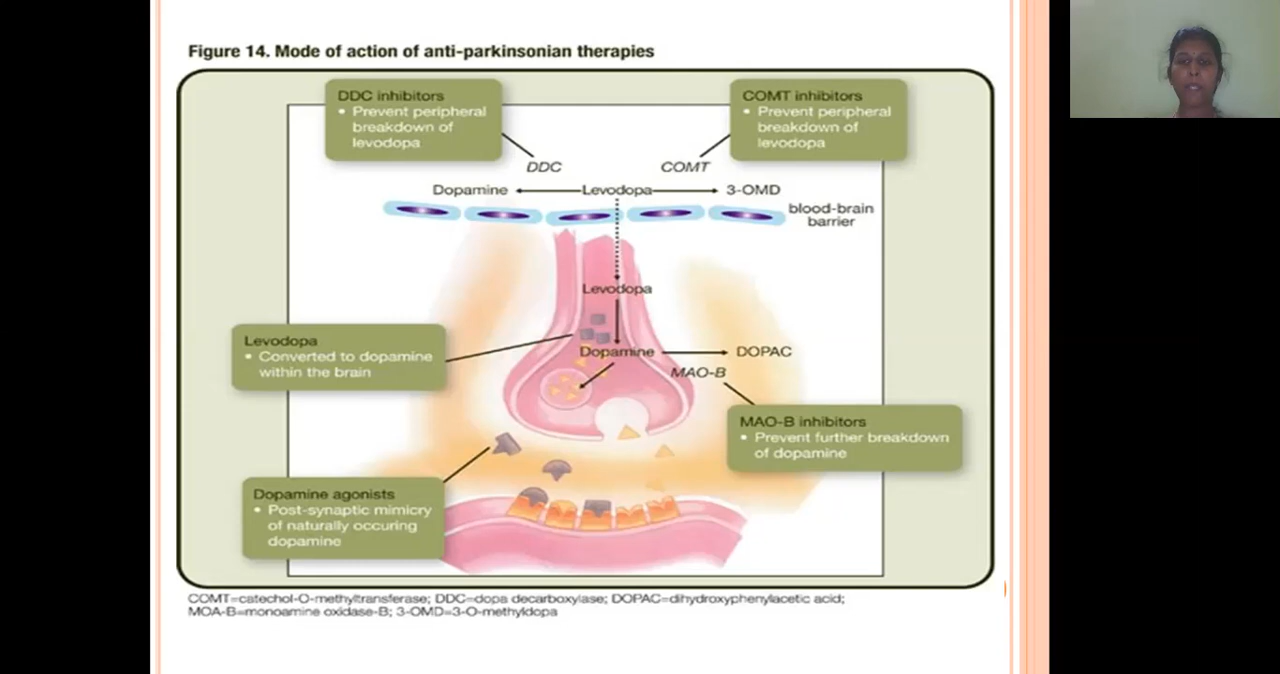 Figure 14. Mode of action of anti-parkinsonian therapies
DDC inhibitors
• Prevent peripheral
breakdown of
levodopa
COMT inhibitors
• Prevent peripheral
breakdown of
levodopa
DDC
COMT
Dopamine
Levodopa
3-OMD
blood-brain
barrier
Levodopa
Levodopa
• Converted to dopamine
within the brain
Dopamine
DOPAC
MAO-B
MAO-B inhibitors
• Prevent further breakdown
of dopamine
Dopamine agonists
• Post-synaptic mimicry
of naturally occuring
dopamine
COMT=catechol-O-methyltransferase; DDC=dopa decarboxylase; DOPAC=dihydroxyphenylacetic acid;
MOA-B=monoamine oxidase-B; 3-OMD=3-O-methyldopa